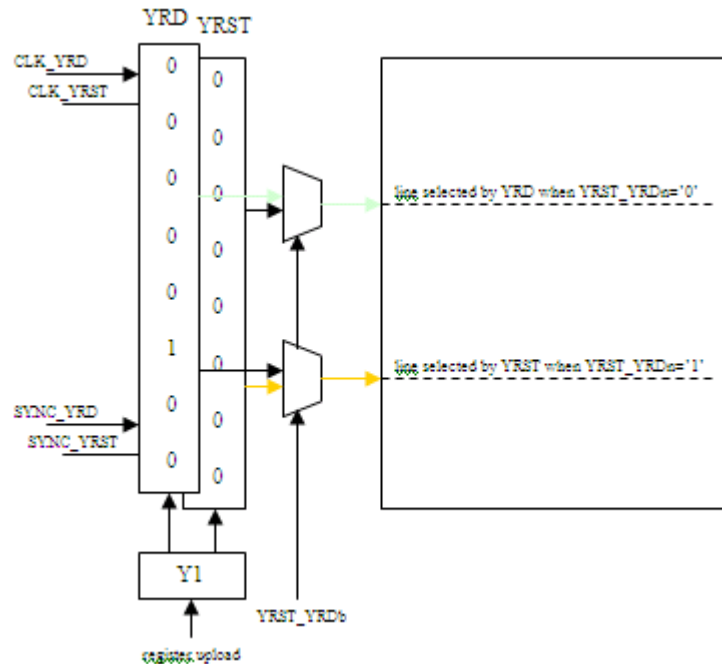 YRD
YRST
CLK_YRD
CLK_YRST
0
0
0
0
0
1
0
0
0
0
0
0
0
0
0
0
line selected by YRD when YRST_YRDn='0'
line selected by YRST when YRST_YRDn='1'
SYNC_YRD
SYNC_YRST
Y1
YRST_YRDb
register upload